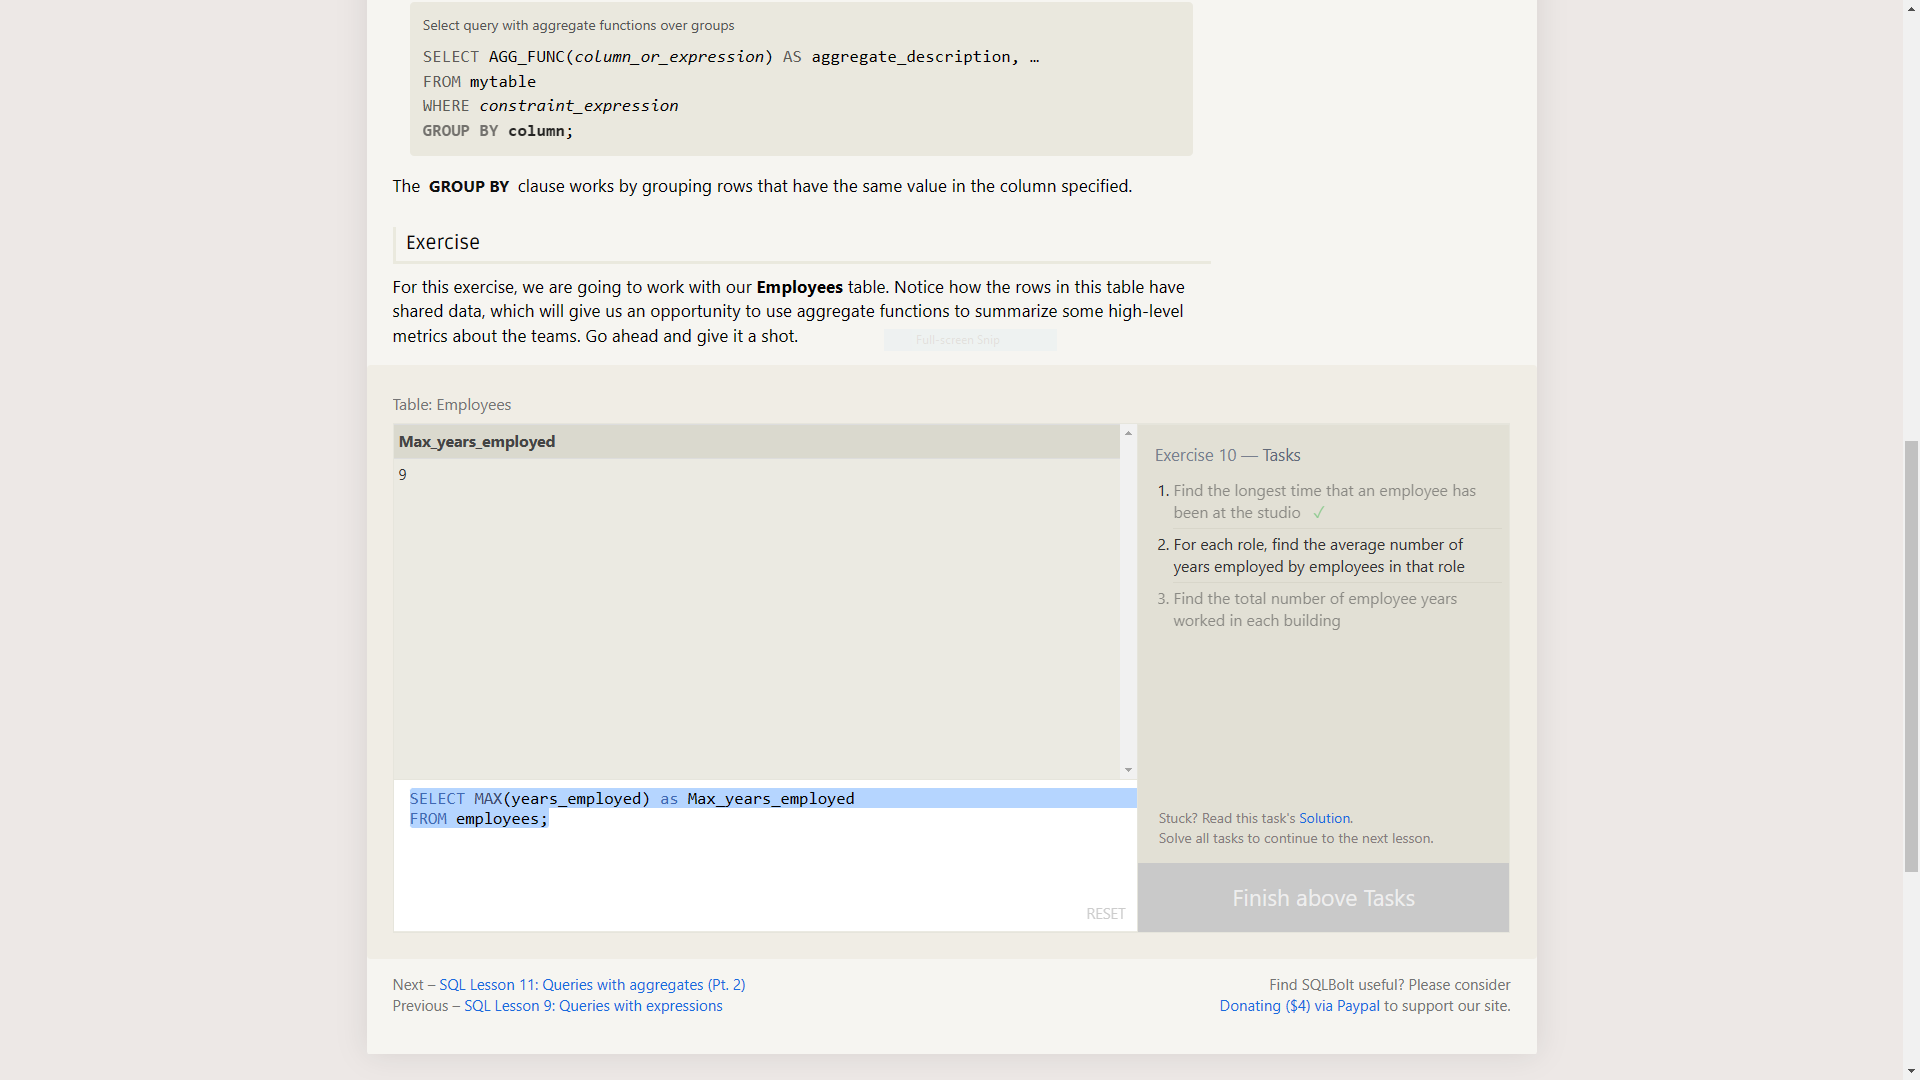 Select query with aggregate functions over groups
SELECT AGG_FUNC(column_or_expression) AS aggregate_description, …
FROM mytable
WHERE constraint_expression
GROUP BY column;
The GROUP BY clause works by grouping rows that have the same value in the column specified.
Exercise
For this exercise, we are going to work with our Employees table. Notice how the rows in this table have
shared data, which will give us an opportunity to use aggregate functions to summarize some high-level
metrics about the teams. Go ahead and give it a shot.
Full-screen Snip
Table: Employees
Max_years_employed
9
SELECT MAX(years_employed) as Max_years_employed
FROM employees;
RESET
Exercise 10 — Tasks
1. Find the longest time that an employee has
been at the studio ✓
2. For each role, find the average number of
years employed by employees in that role
3. Find the total number of employee years
worked in each building
Stuck? Read this task's Solution.
Solve all tasks to continue to the next lesson.
Finish above Tasks
Next – SQL Lesson 11: Queries with aggregates (Pt. 2)
Previous – SQL Lesson 9: Queries with expressions
Find SQLBolt useful? Please consider
Donating ($4) via Paypal to support our site.